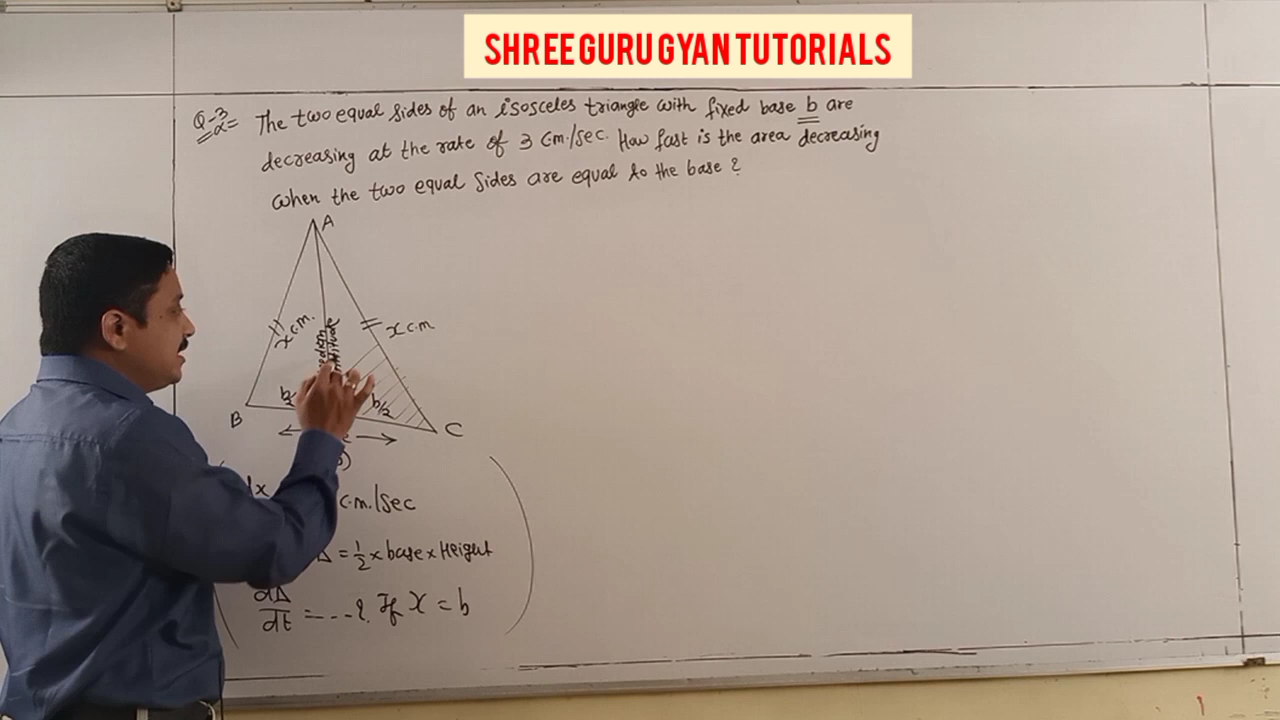 SHREE GURU GYAN TUTORIALS
Q-3 The two equal sides of an isosceles triangle with fixed base b are
decreasing at the rate of 3 c.m./sec. How fast is the area decreasing
when the two equal sides are equal to the base ?
A
x c.m.
x c.m
b/2
b/2
B
C
dx
c.m./sec
Δ = 1/2 x base x Height
dΔ/dt = ---?. If x = b